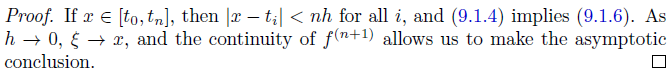 Proof. If x ∈ [t₀, tₙ], then |x − tᵢ| < nh for all i, and (9.1.4) implies (9.1.6). As
h → 0, ξ → x, and the continuity of f⁽ⁿ⁺¹⁾ allows us to make the asymptotic
conclusion. □